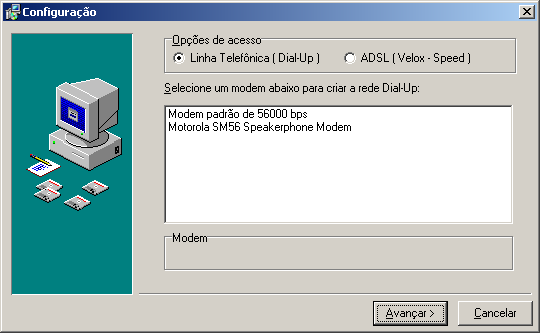 Configuração
Opções de acesso
Linha Telefônica ( Dial-Up )
ADSL ( Velox - Speed )
Selecione um modem abaixo para criar a rede Dial-Up:
Modem padrão de 56000 bps
Motorola SM56 Speakerphone Modem
Modem
Avançar >
Cancelar